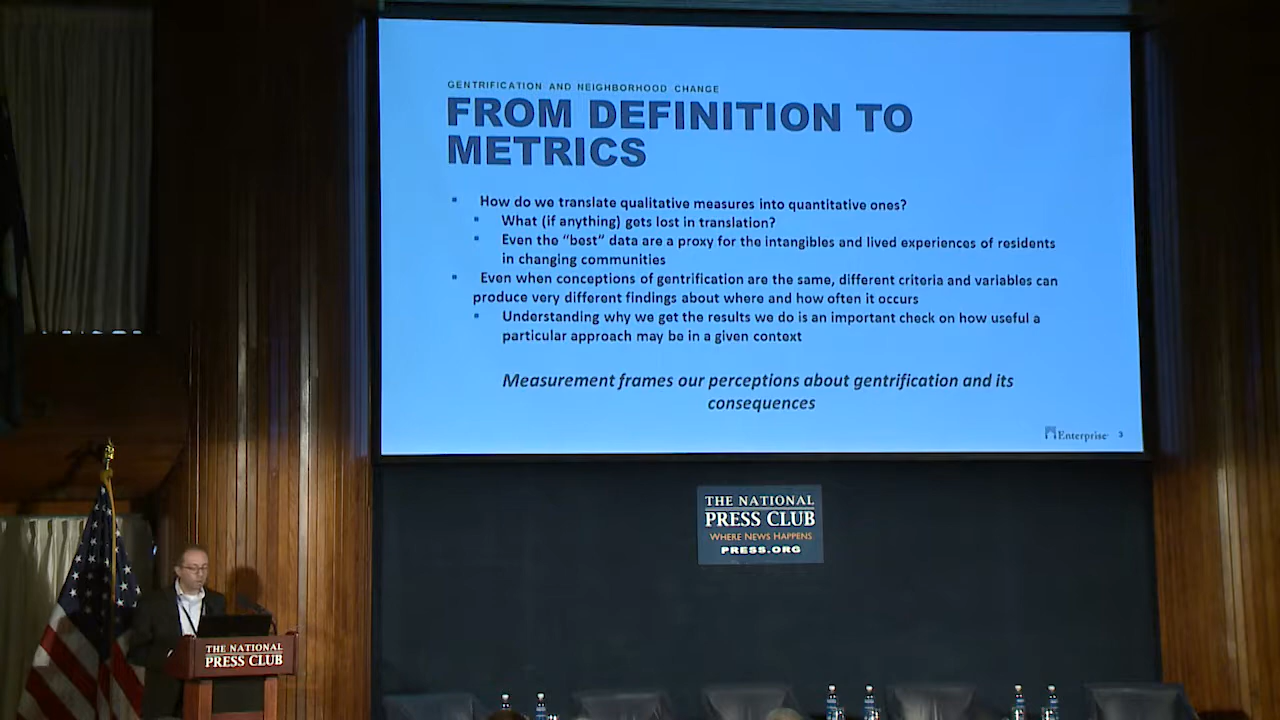 GENTRIFICATION AND NEIGHBORHOOD CHANGE
FROM DEFINITION TO
METRICS
How do we translate qualitative measures into quantitative ones?
What (if anything) gets lost in translation?
Even the “best” data are a proxy for the intangibles and lived experiences of residents
in changing communities
Even when conceptions of gentrification are the same, different criteria and variables can
produce very different findings about where and how often it occurs
Understanding why we get the results we do is an important check on how useful a
particular approach may be in a given context
Measurement frames our perceptions about gentrification and its
consequences
Enterprise 3
THE NATIONAL
PRESS CLUB
WHERE NEWS HAPPENS
PRESS.ORG
THE NATIONAL
PRESS CLUB